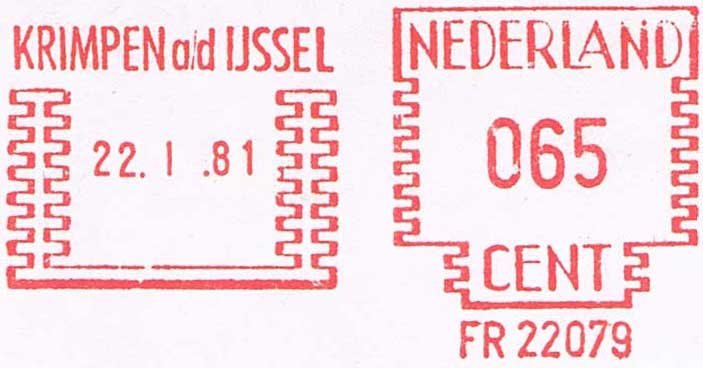 KRIMPEN a/d IJSSEL
22. I .81
NEDERLAND
065
CENT
FR 22079